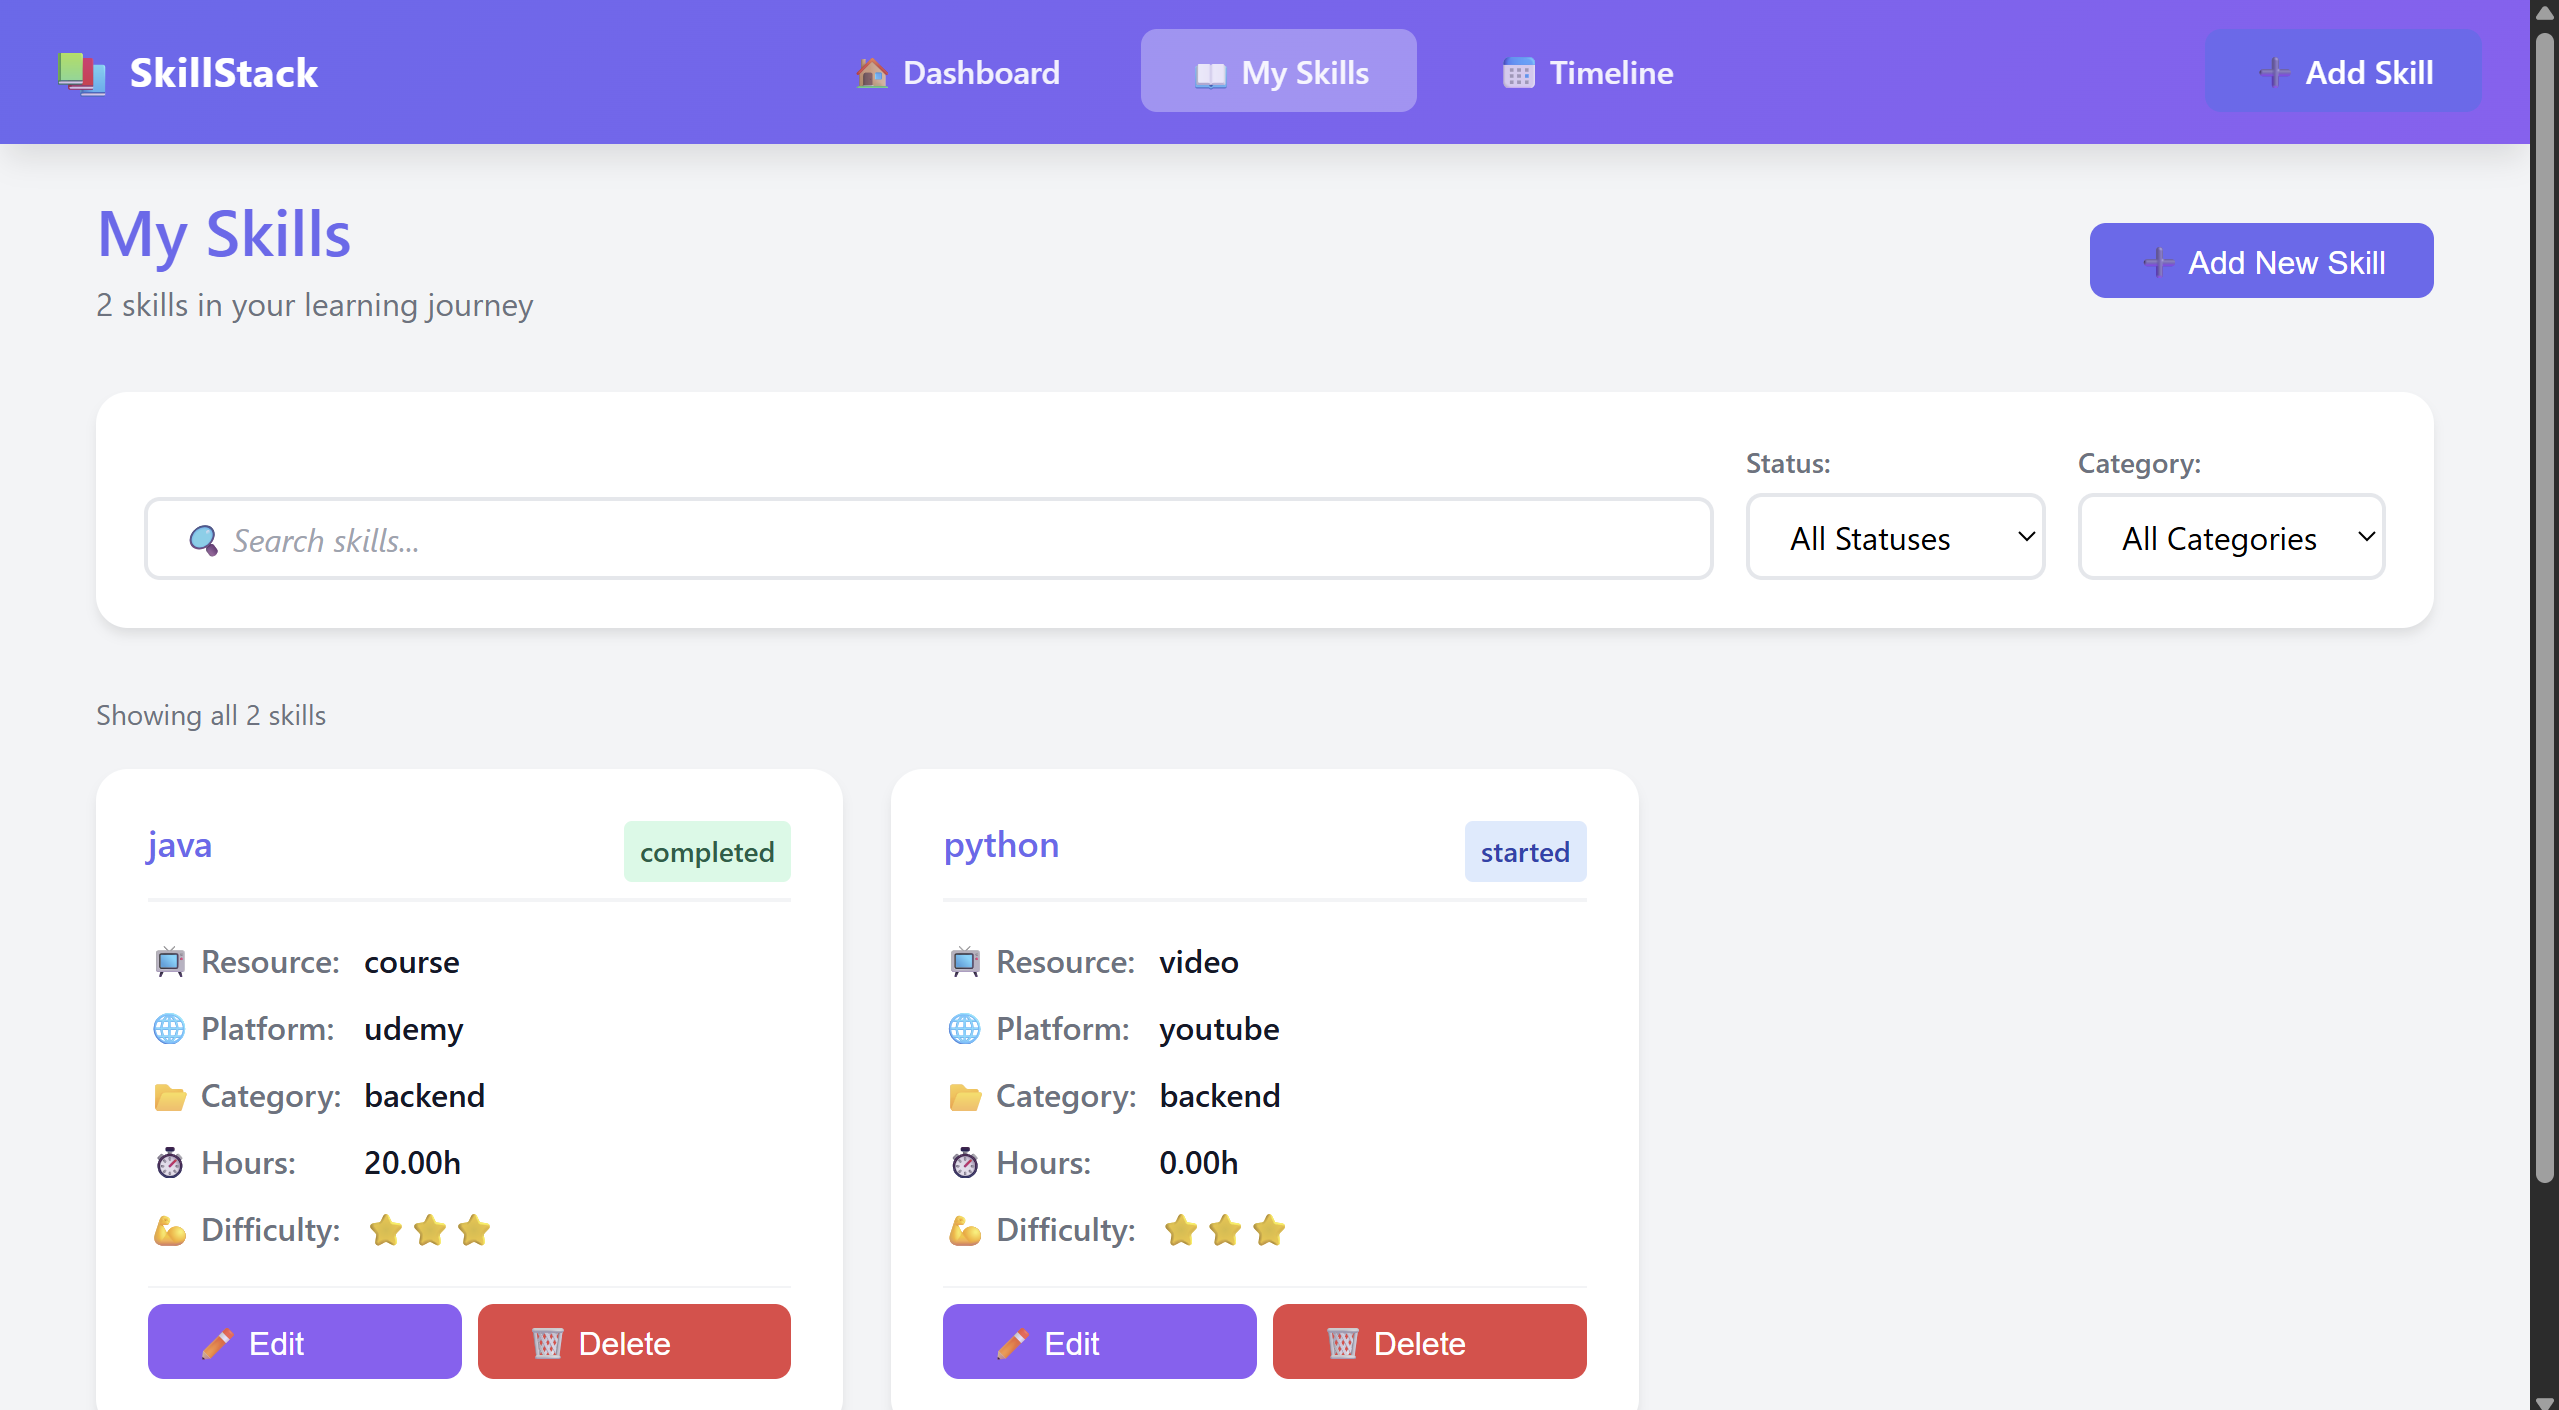 SkillStack
Dashboard
My Skills
Timeline
Add Skill
My Skills
Add New Skill
2 skills in your learning journey
Status:
Category:
Search skills...
All Statuses
All Categories
Showing all 2 skills
java
completed
Resource: course
Platform: udemy
Category: backend
Hours: 20.00h
Difficulty:
Edit
Delete
python
started
Resource: video
Platform: youtube
Category: backend
Hours: 0.00h
Difficulty:
Edit
Delete